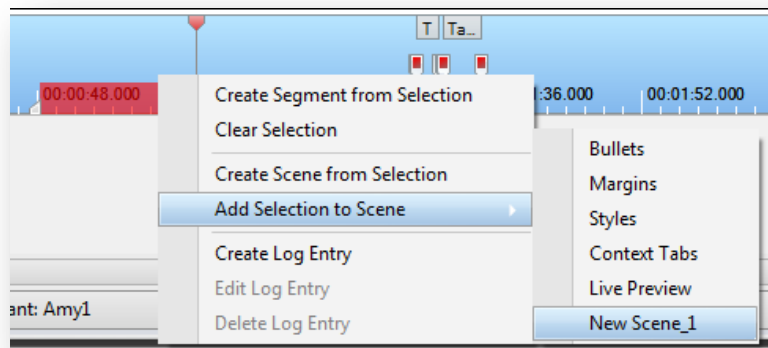 T Ta...
00:00:48.000
1:36.000
00:01:52.000
Create Segment from Selection
Clear Selection
Create Scene from Selection
Add Selection to Scene
Create Log Entry
Edit Log Entry
Delete Log Entry
Bullets
Margins
Styles
Context Tabs
Live Preview
New Scene_1
ant: Amy1